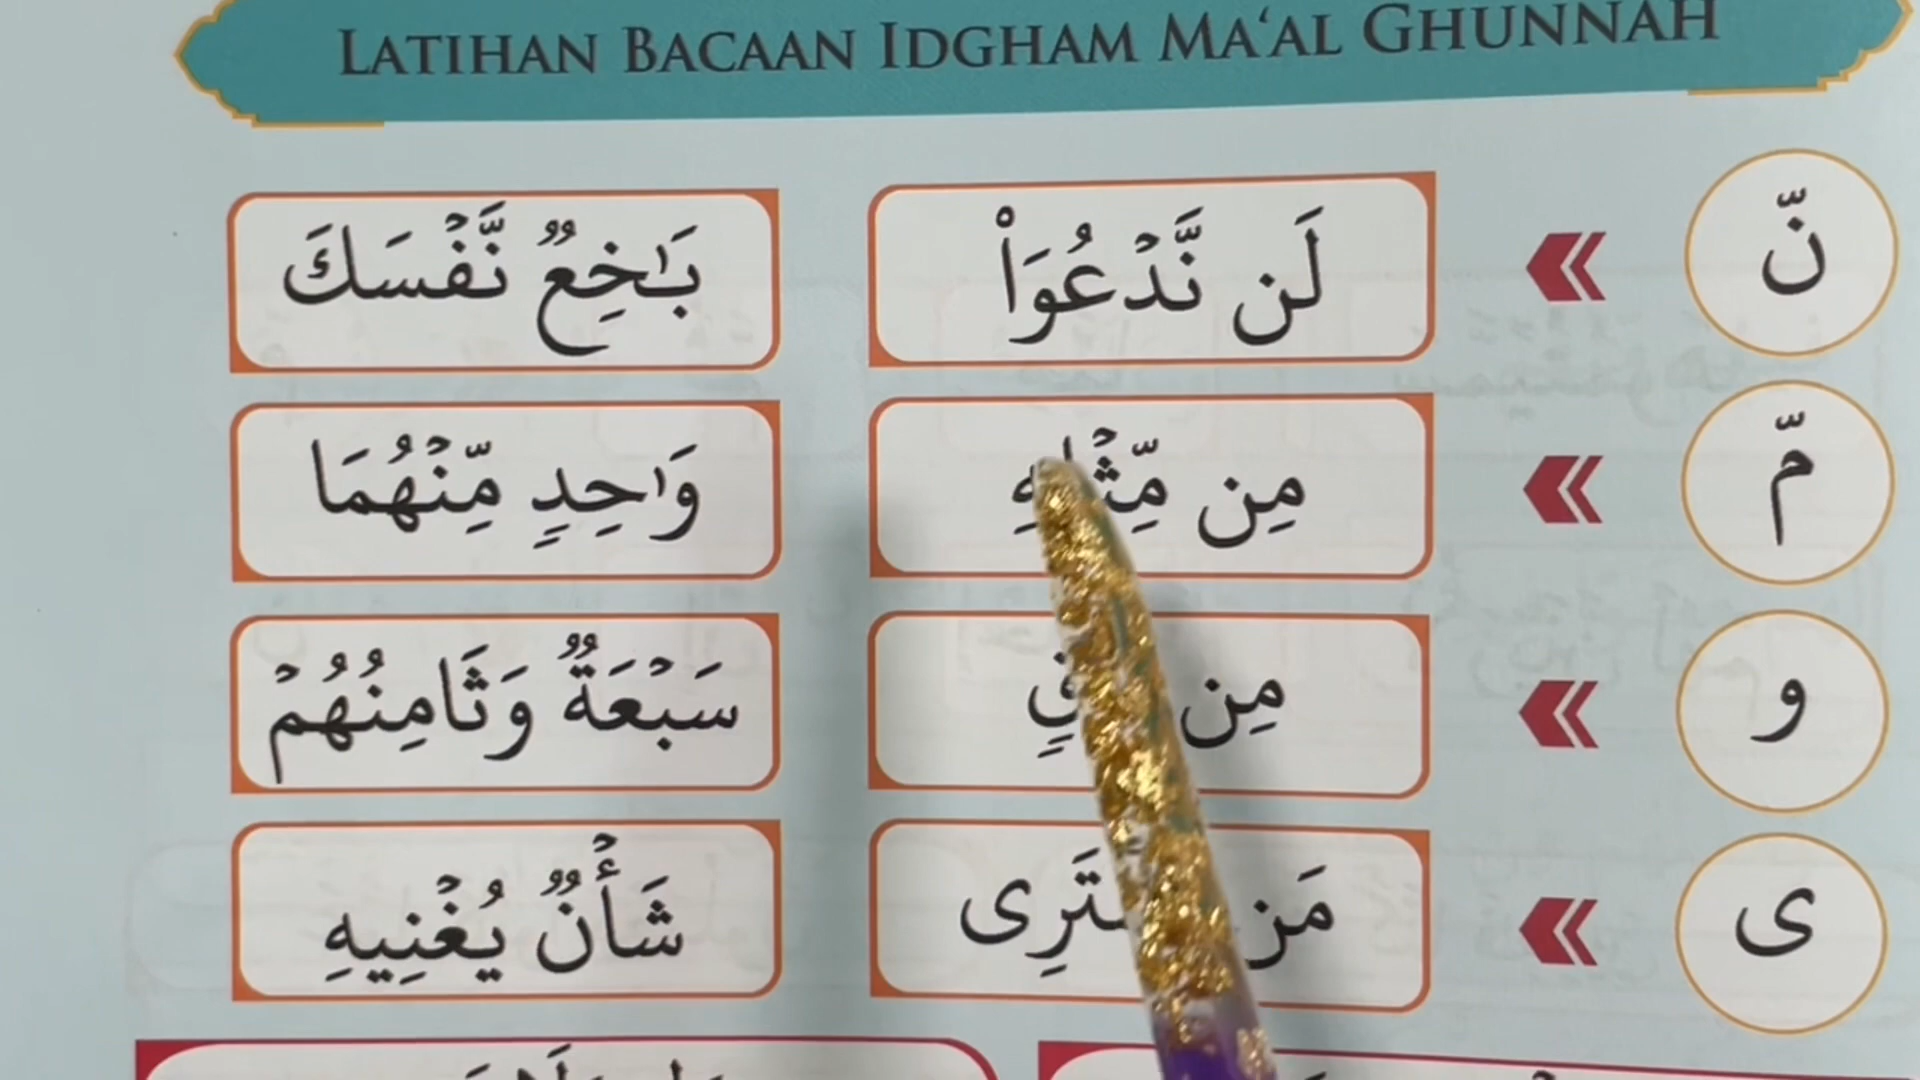 LATIHAN BACAAN IDGHAM MA'AL GHUNNAH
نّ لَن نَّدۡعُوَاْ بَـٰخِعٌ نَّفۡسَكَ
مّ مِن مِّثۡلِهِ وَٰحِدٍ مِّنۡهُمَا
و مِن سَبۡعَةٌ وَثَامِنُهُمۡ
ى مَن شَأۡنٌ يُغۡنِيهِ